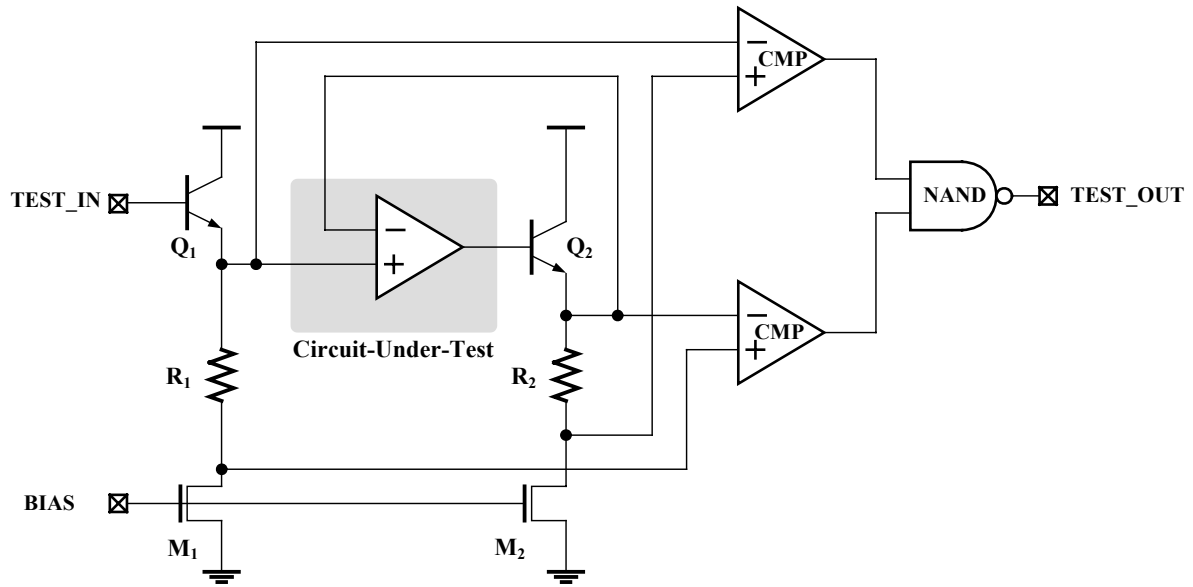 CMP
TEST_IN
Q1
Q2
NAND
TEST_OUT
Circuit-Under-Test
CMP
R1
R2
BIAS
M1
M2